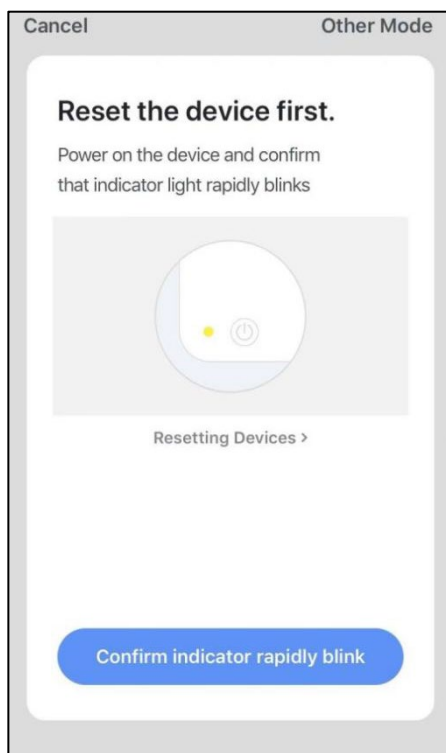 Cancel
Other Mode
Reset the device first.
Power on the device and confirm
that indicator light rapidly blinks
Resetting Devices >
Confirm indicator rapidly blink